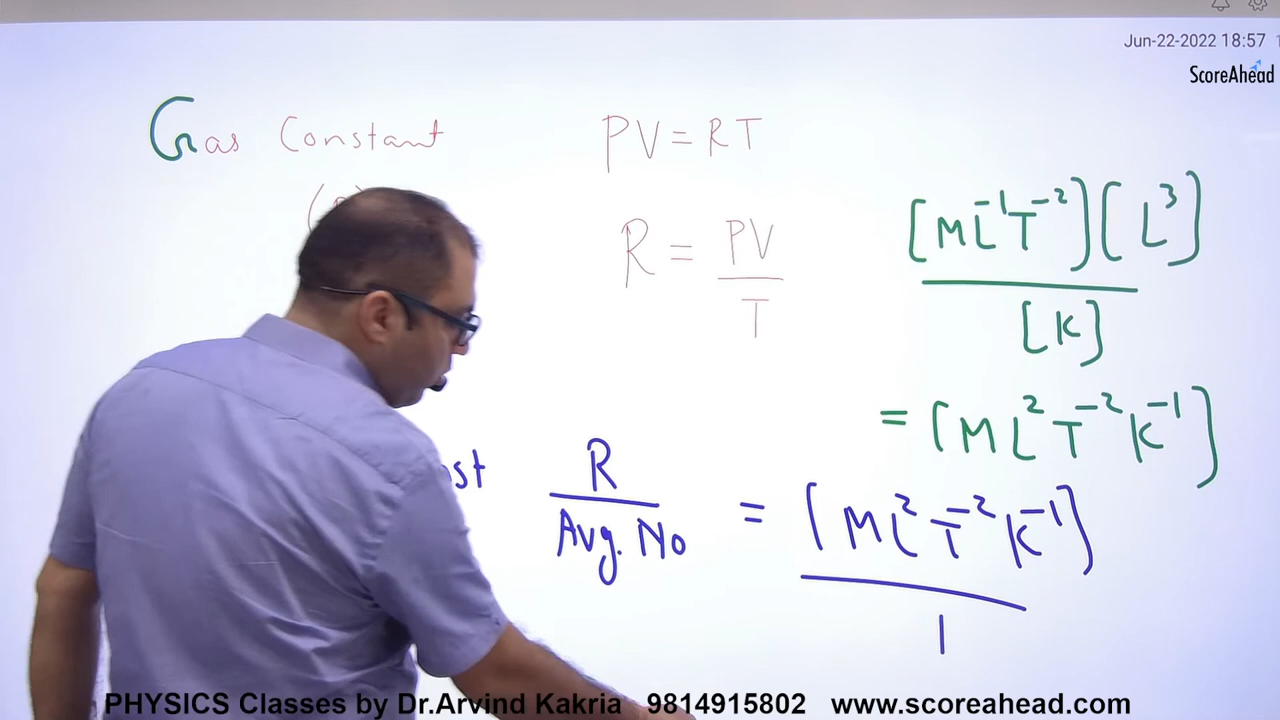 Jun-22-2022 18:57
ScoreAhead
Gas Constant
PV = RT
R = PV / T
[ML⁻¹T⁻²][L³] / [K]
= [ML²T⁻²K⁻¹]
R / Avg. No = [ML²T⁻²K⁻¹] / 1
PHYSICS Classes by Dr.Arvind Kakria 9814915802 www.scoreahead.com